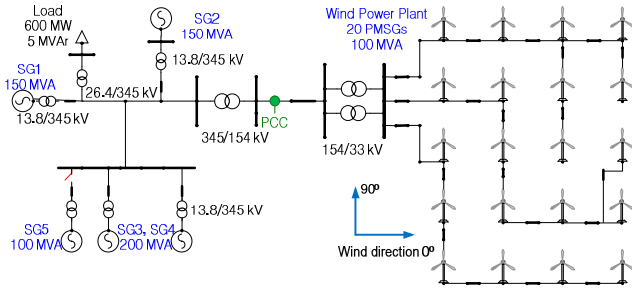 Load
600 MW
5 MVAr
SG2
150 MVA
13.8/345 kV
SG1
150 MVA
13.8/345 kV
26.4/345 kV
345/154 kV
PCC
154/33 kV
Wind Power Plant
20 PMSGs
100 MVA
13.8/345 kV
SG5
100 MVA
SG3, SG4
200 MVA
90º
Wind direction 0º